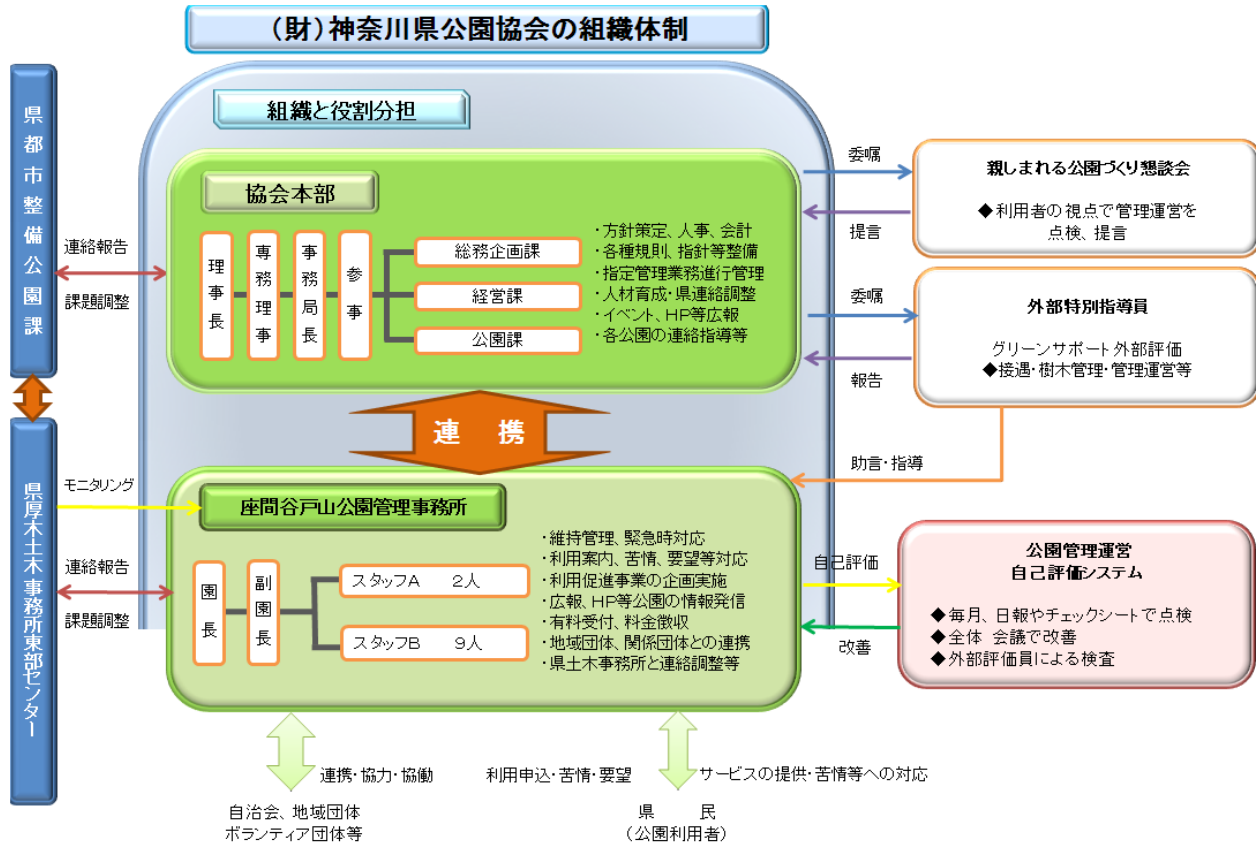 （財）神奈川県公園協会の組織体制
組織と役割分担
県都市整備公園課
連絡報告
課題調整
協会本部
理事長
専務理事
事務局長
参事
総務企画課
経営課
公園課
・方針策定、人事、会計
・各種規則、指針等整備
・指定管理業務進行管理
・人材育成・県連絡調整
・イベント、HP等広報
・各公園の連絡指導等
委嘱
提言
親しまれる公園づくり懇談会
◆利用者の視点で管理運営を
点検、提言
委嘱
報告
外部特別指導員
グリーンサポート外部評価
◆接遇・樹木管理・管理運営等
連　携
助言・指導
県厚木土木事務所東部センター
モニタリング
連絡報告
課題調整
座間谷戸山公園管理事務所
園長
副園長
スタッフA　2人
スタッフB　9人
・維持管理、緊急時対応
・利用案内、苦情、要望等対応
・利用促進事業の企画実施
・広報、HP等公園の情報発信
・有料受付、料金徴収
・地域団体、関係団体との連携
・県土木事務所と連絡調整等
自己評価
改善
公園管理運営
自己評価システム
◆毎月、日報やチェックシートで点検
◆全体 会議で改善
◆外部評価員による検査
連携・協力・協働
利用申込・苦情・要望
サービスの提供・苦情等への対応
自治会、地域団体
ボランティア団体等
県　民
（公園利用者）